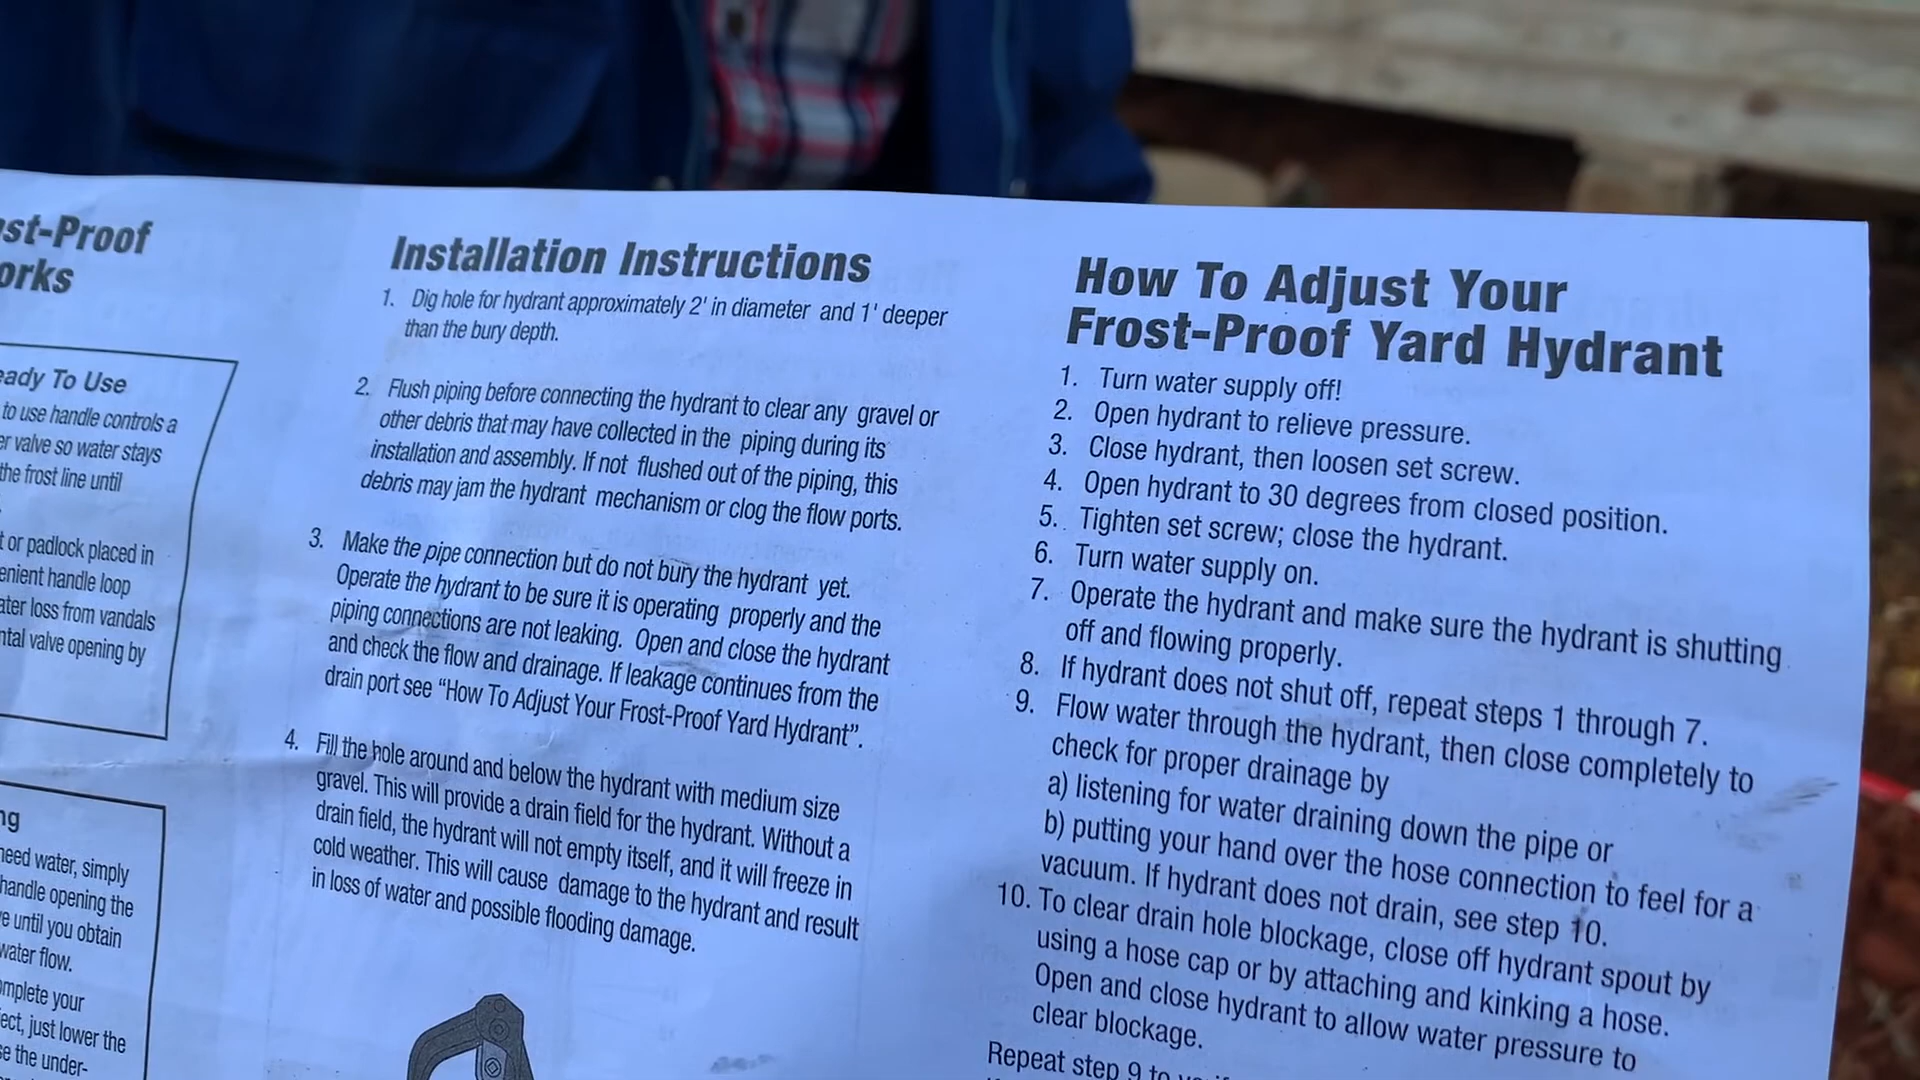 st-Proof
orks
eady To Use
to use handle controls a
er valve so water stays
the frost line until
t or padlock placed in
enient handle loop
ater loss from vandals
ntal valve opening by
ng
need water, simply
handle opening the
e until you obtain
water flow.
mplete your
ect, just lower the
se the under-
Installation Instructions
1. Dig hole for hydrant approximately 2' in diameter and 1' deeper
than the bury depth.
2. Flush piping before connecting the hydrant to clear any gravel or
other debris that may have collected in the piping during its
installation and assembly. If not flushed out of the piping, this
debris may jam the hydrant mechanism or clog the flow ports.
3. Make the pipe connection but do not bury the hydrant yet.
Operate the hydrant to be sure it is operating properly and the
piping connections are not leaking. Open and close the hydrant
and check the flow and drainage. If leakage continues from the
drain port see “How To Adjust Your Frost-Proof Yard Hydrant”.
4. Fill the hole around and below the hydrant with medium size
gravel. This will provide a drain field for the hydrant. Without a
drain field, the hydrant will not empty itself, and it will freeze in
cold weather. This will cause damage to the hydrant and result
in loss of water and possible flooding damage.
How To Adjust Your
Frost-Proof Yard Hydrant
1. Turn water supply off!
2. Open hydrant to relieve pressure.
3. Close hydrant, then loosen set screw.
4. Open hydrant to 30 degrees from closed position.
5. Tighten set screw; close the hydrant.
6. Turn water supply on.
7. Operate the hydrant and make sure the hydrant is shutting
off and flowing properly.
8. If hydrant does not shut off, repeat steps 1 through 7.
9. Flow water through the hydrant, then close completely to
check for proper drainage by
a) listening for water draining down the pipe or
b) putting your hand over the hose connection to feel for a
vacuum. If hydrant does not drain, see step 10.
10. To clear drain hole blockage, close off hydrant spout by
using a hose cap or by attaching and kinking a hose.
Open and close hydrant to allow water pressure to
clear blockage.
Repeat step 9 to